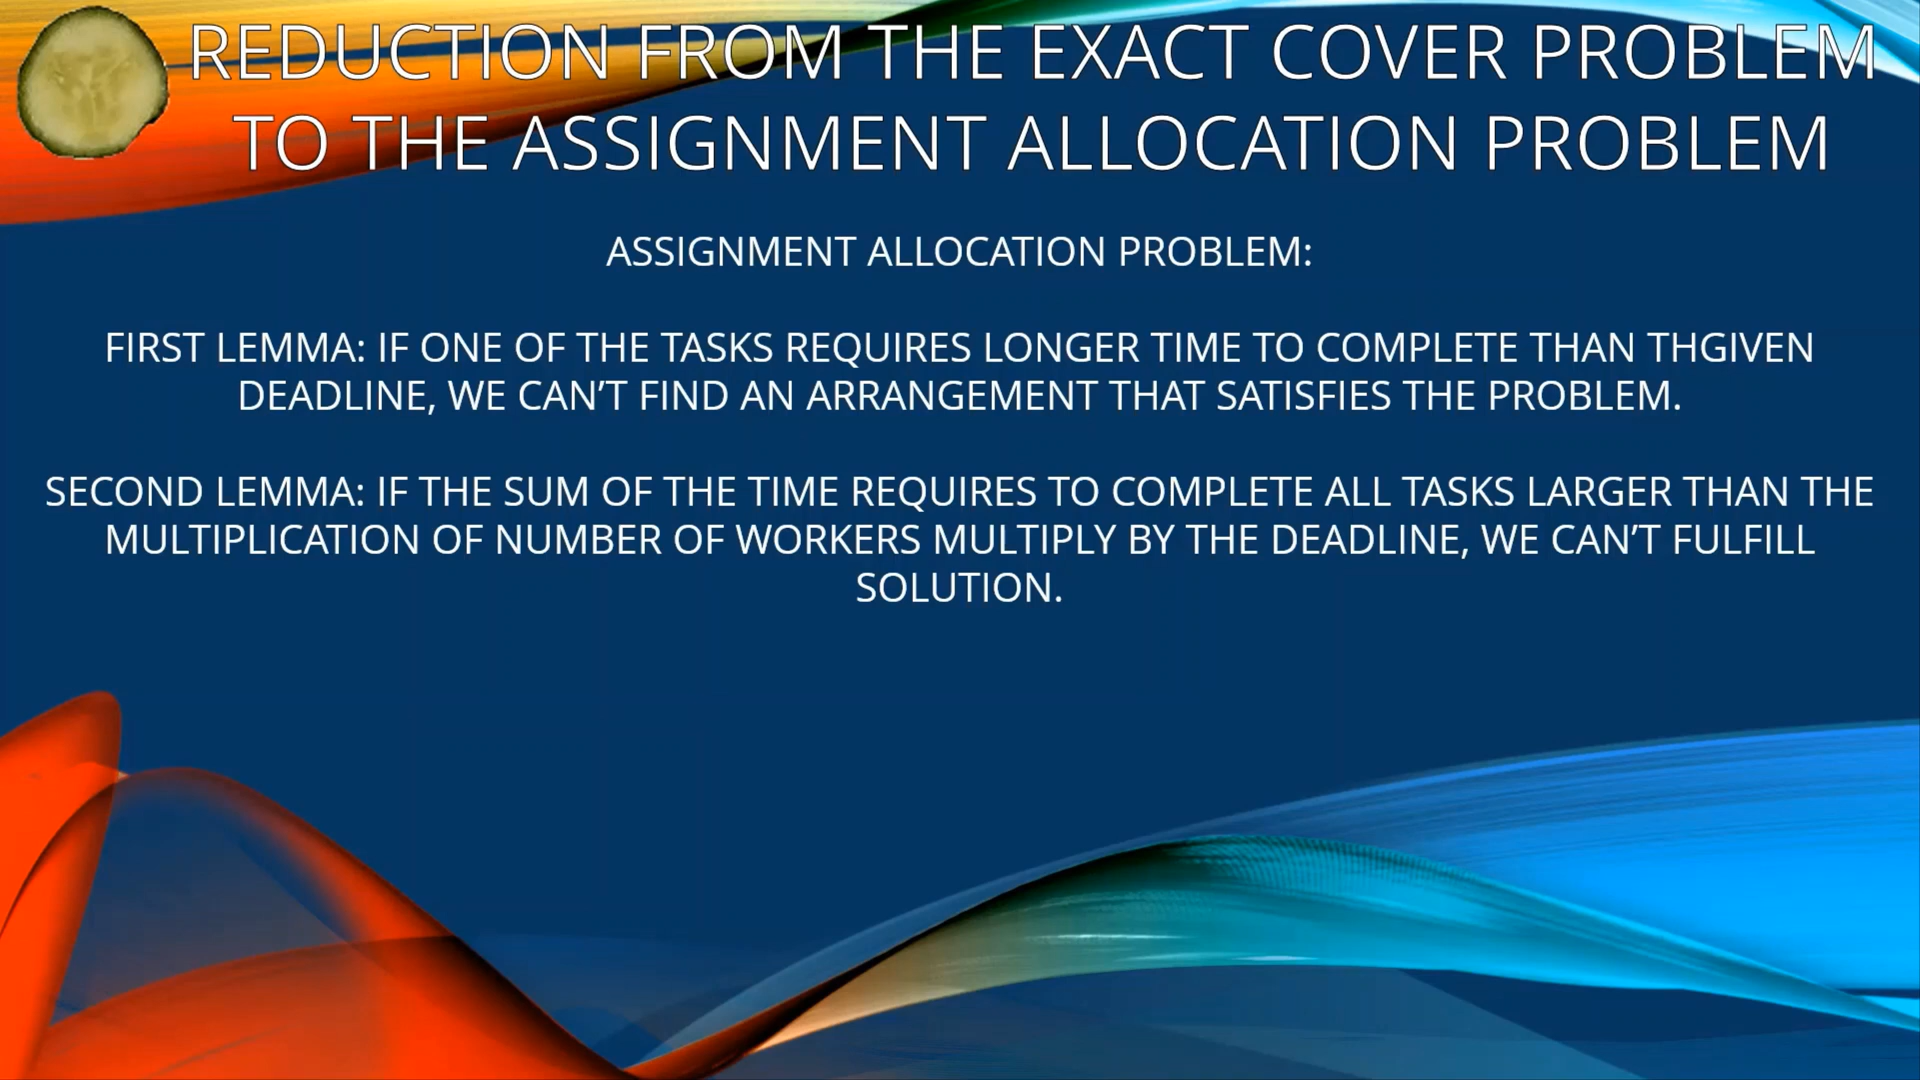 REDUCTION FROM THE EXACT COVER PROBLEM
TO THE ASSIGNMENT ALLOCATION PROBLEM
ASSIGNMENT ALLOCATION PROBLEM:
FIRST LEMMA: IF ONE OF THE TASKS REQUIRES LONGER TIME TO COMPLETE THAN THGIVEN
DEADLINE, WE CAN’T FIND AN ARRANGEMENT THAT SATISFIES THE PROBLEM.
SECOND LEMMA: IF THE SUM OF THE TIME REQUIRES TO COMPLETE ALL TASKS LARGER THAN THE
MULTIPLICATION OF NUMBER OF WORKERS MULTIPLY BY THE DEADLINE, WE CAN’T FULFILL
SOLUTION.